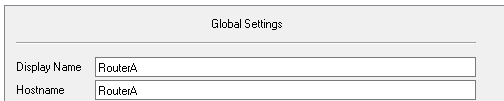 Global Settings
Display Name RouterA
Hostname RouterA